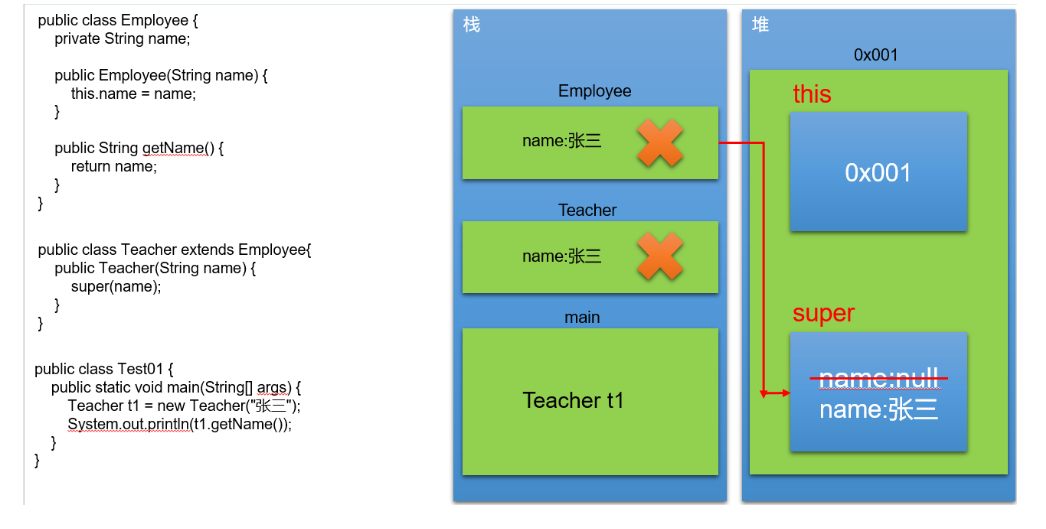 public class Employee {
private String name;
public Employee(String name) {
this.name = name;
}
public String getName() {
return name;
}
}
public class Teacher extends Employee{
public Teacher(String name) {
super(name);
}
}
public class Test01 {
public static void main(String[] args) {
Teacher t1 = new Teacher("张三");
System.out.println(t1.getName());
}
}
栈
Employee
name:张三
Teacher
name:张三
main
Teacher t1
堆
0x001
this
0x001
super
name:null
name:张三